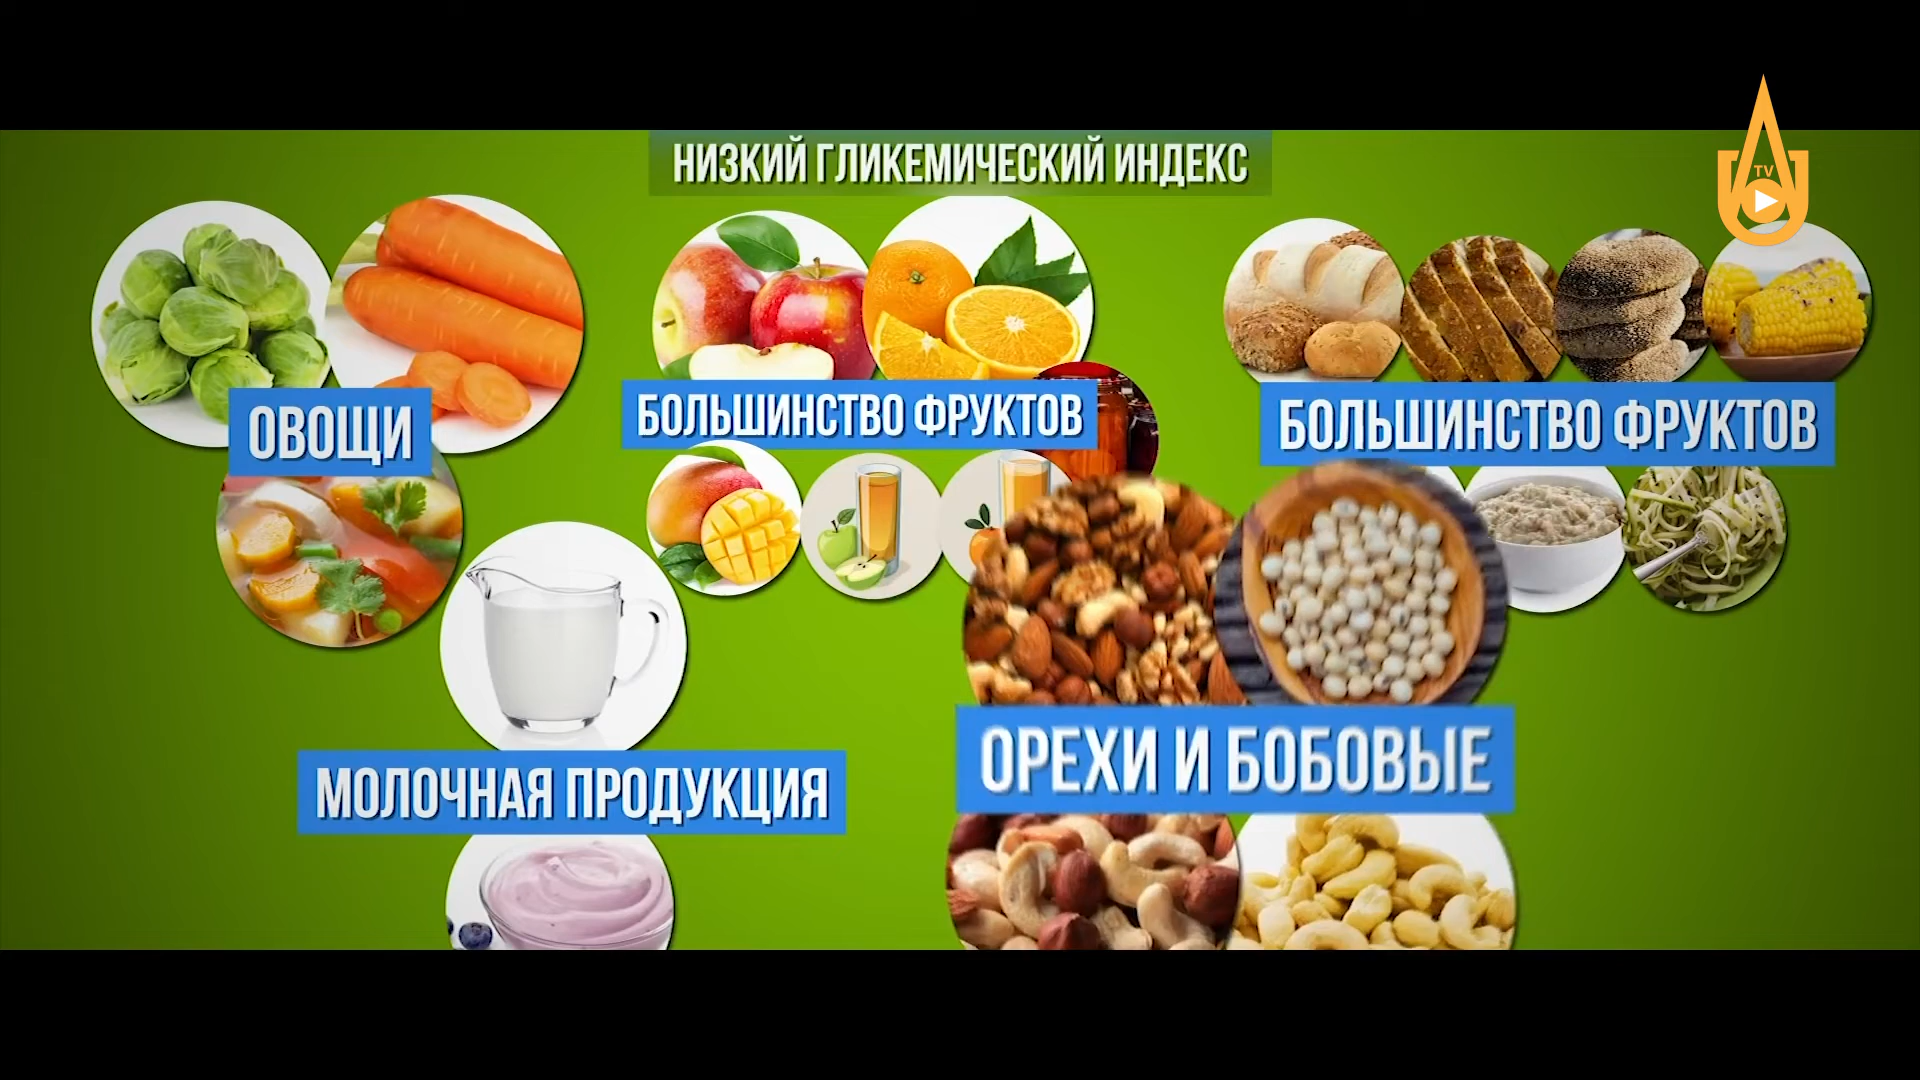 НИЗКИЙ ГЛИКЕМИЧЕСКИЙ ИНДЕКС
TV
ОВОЩИ
БОЛЬШИНСТВО ФРУКТОВ
БОЛЬШИНСТВО ФРУКТОВ
МОЛОЧНАЯ ПРОДУКЦИЯ
ОРЕХИ И БОБОВЫЕ